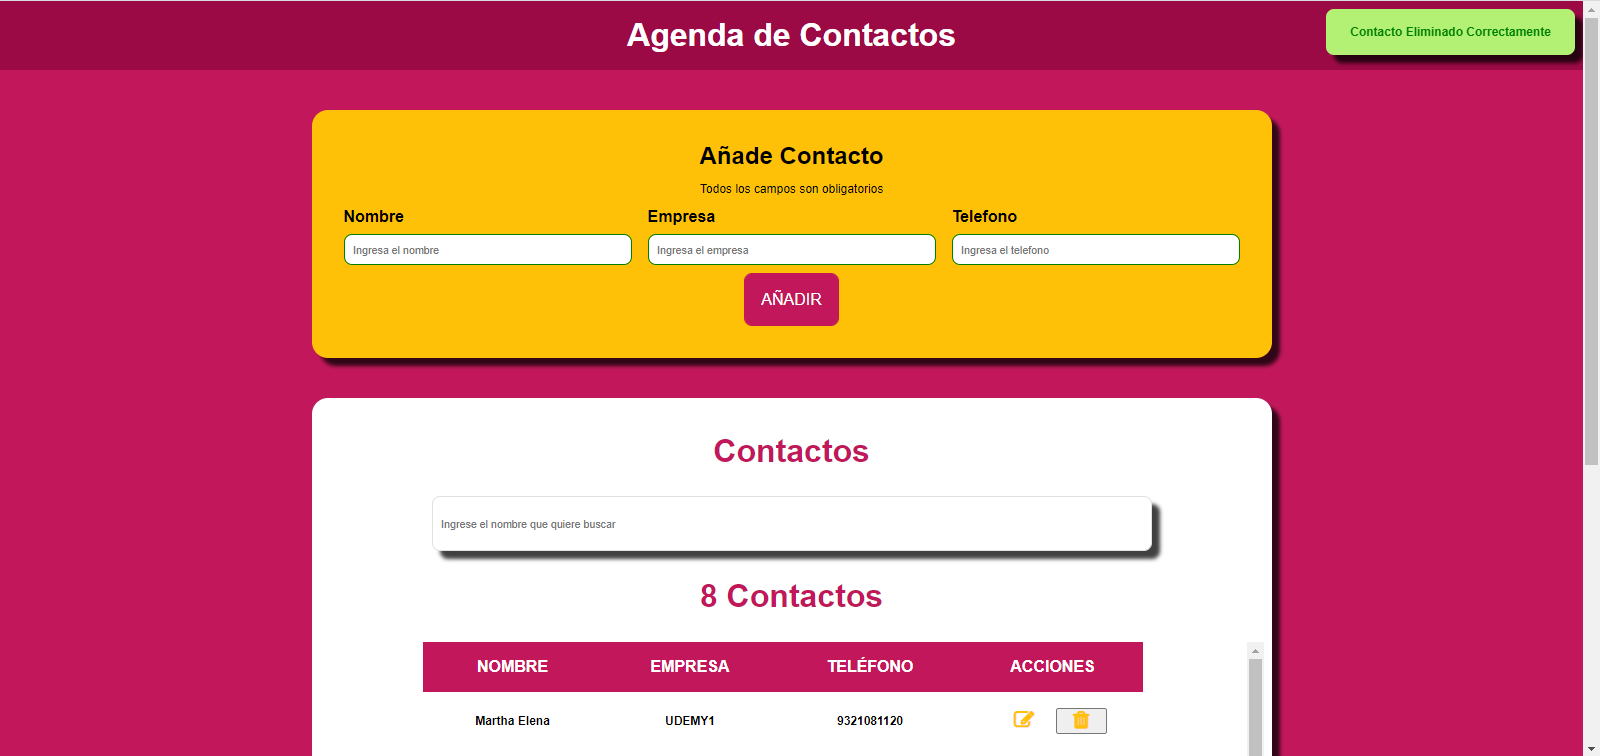 Agenda de Contactos
Contacto Eliminado Correctamente
Añade Contacto
Todos los campos son obligatorios
Nombre Empresa Telefono
Ingresa el nombre Ingresa el empresa Ingresa el telefono
AÑADIR
Contactos
Ingrese el nombre que quiere buscar
8 Contactos
NOMBRE EMPRESA TELÉFONO ACCIONES
Martha Elena UDEMY1 9321081120